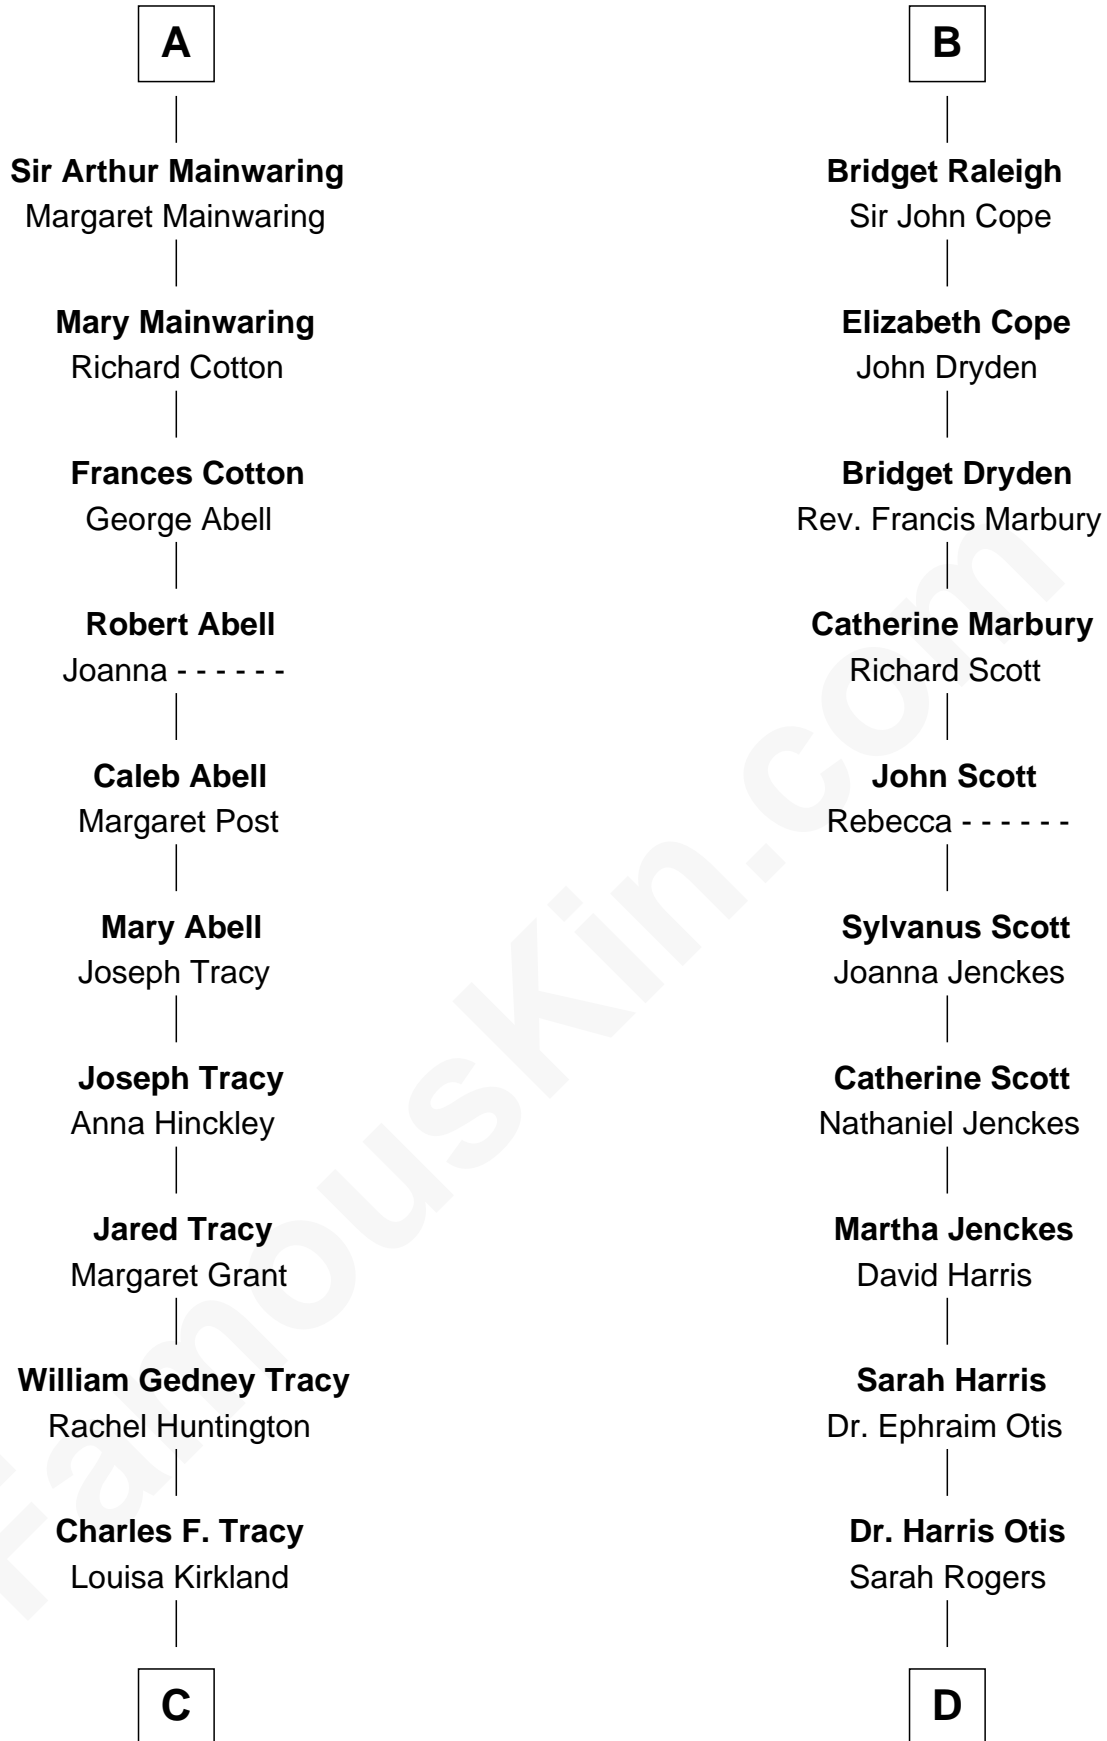 A
Sir Arthur Mainwaring
Margaret Mainwaring
Mary Mainwaring
Richard Cotton
Frances Cotton
George Abell
Robert Abell
Joanna - - - - - -
Caleb Abell
Margaret Post
Mary Abell
Joseph Tracy
Joseph Tracy
Anna Hinckley
Jared Tracy
Margaret Grant
William Gedney Tracy
Rachel Huntington
Charles F. Tracy
Louisa Kirkland
C
B
Bridget Raleigh
Sir John Cope
Elizabeth Cope
John Dryden
Bridget Dryden
Rev. Francis Marbury
Catherine Marbury
Richard Scott
John Scott
Rebecca - - - - - -
Sylvanus Scott
Joanna Jenckes
Catherine Scott
Nathaniel Jenckes
Martha Jenckes
David Harris
Sarah Harris
Dr. Ephraim Otis
Dr. Harris Otis
Sarah Rogers
D
FamousKin.com